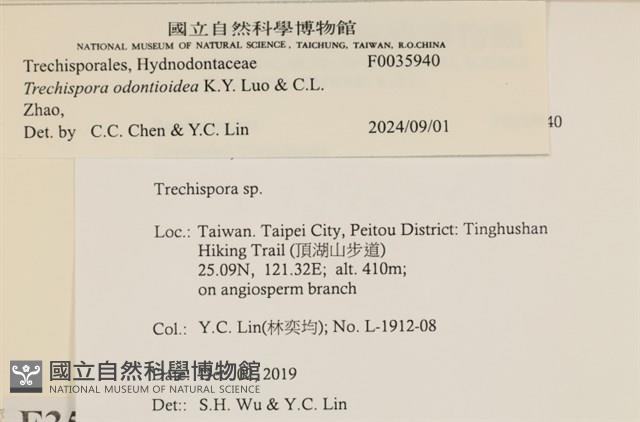 國立自然科學博物館
NATIONAL MUSEUM OF NATURAL SCIENCE, TAICHUNG, TAIWAN, R.O.CHINA
Trechisporales, Hydnodontaceae F0035940
Trechispora odontioidea K.Y. Luo & C.L.
Zhao,
Det. by C.C. Chen & Y.C. Lin 2024/09/01
40
Trechispora sp.
Loc.: Taiwan. Taipei City, Peitou District: Tinghushan
Hiking Trail (頂湖山步道)
25.09N, 121.32E; alt. 410m;
on angiosperm branch
Col.: Y.C. Lin(林奕均); No. L-1912-08
國立自然科學博物館
NATIONAL MUSEUM OF NATURAL SCIENCE
2019
Det:: S.H. Wu & Y.C. Lin